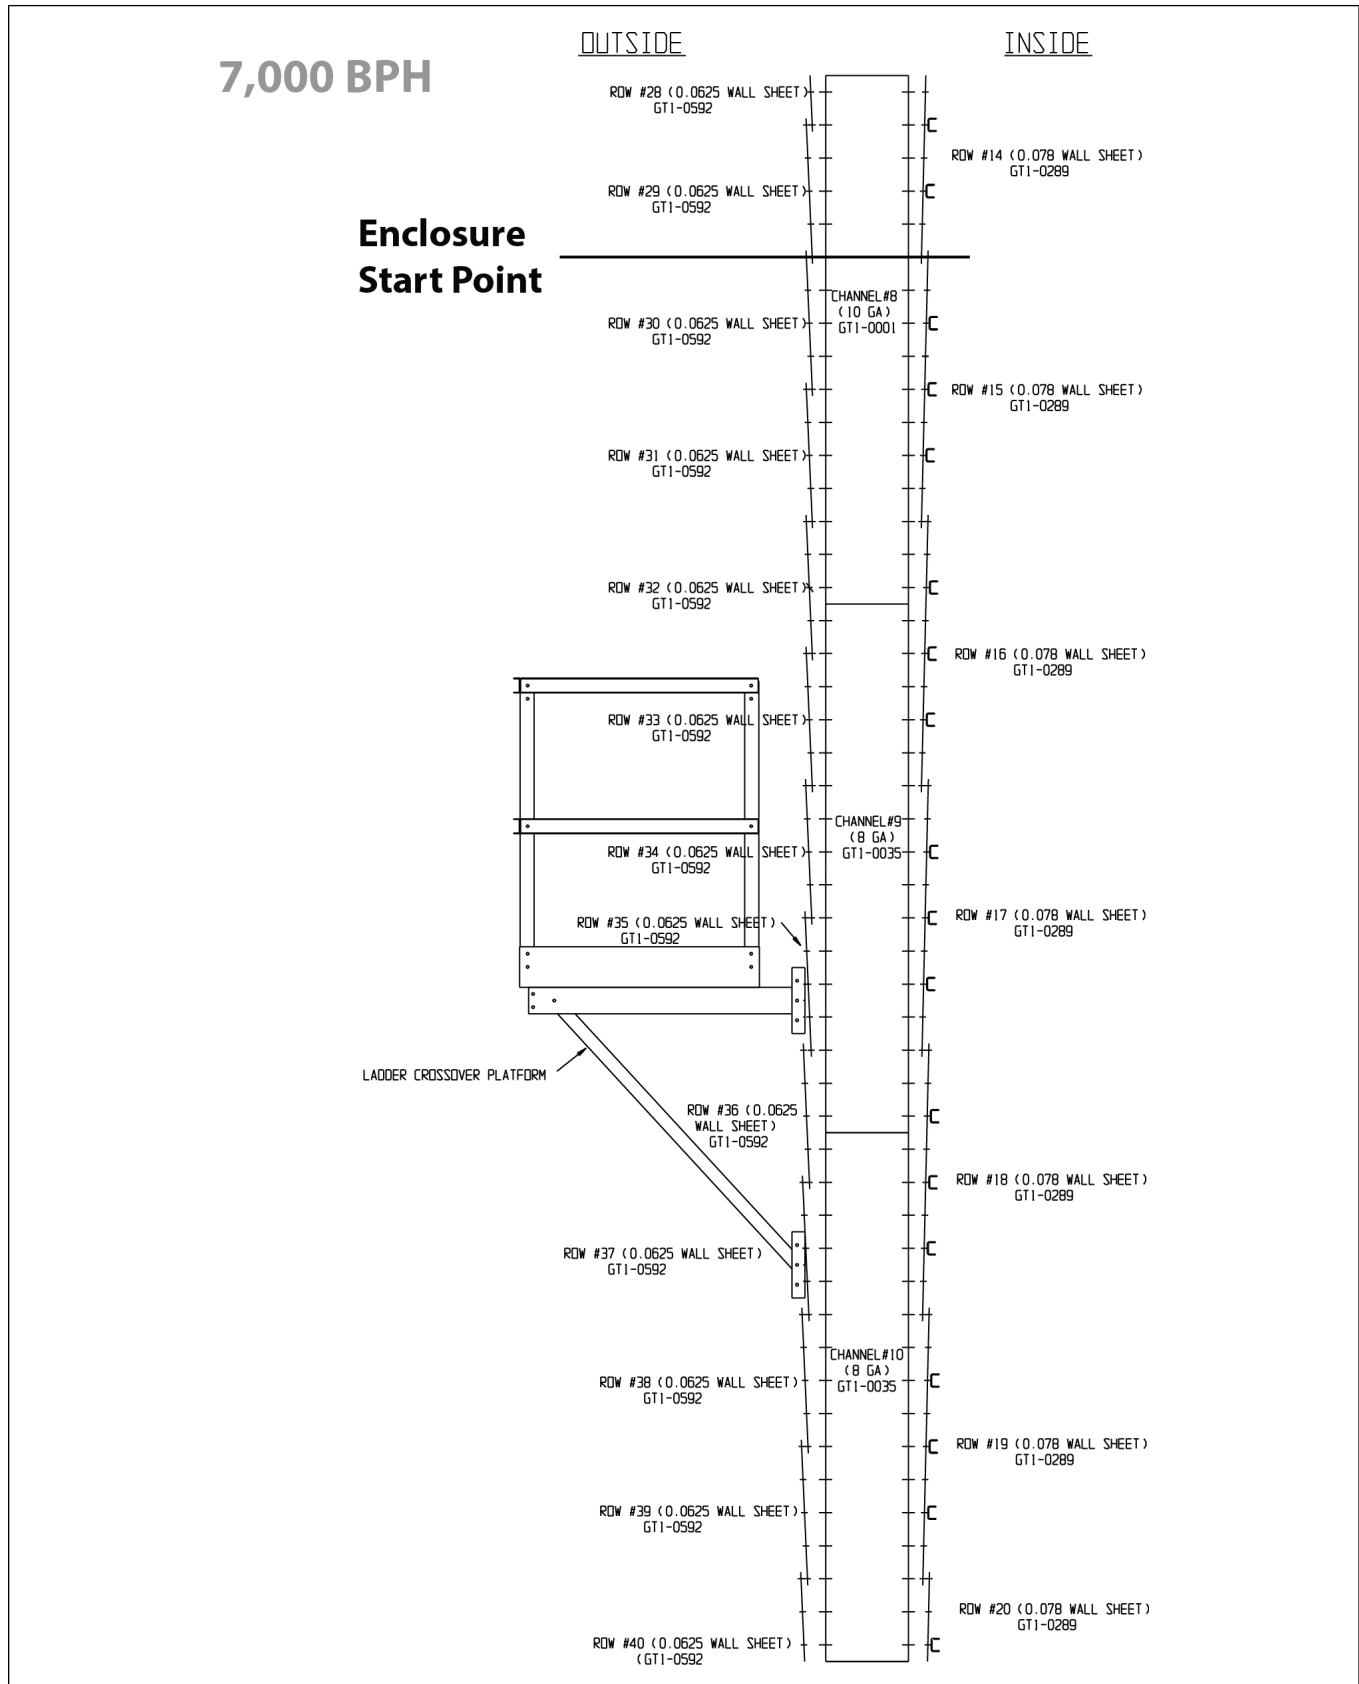 OUTSIDE
INSIDE
7,000 BPH
ROW #28 (0.0625 WALL SHEET)
GT1-0592
ROW #14 (0.078 WALL SHEET)
GT1-0289
ROW #29 (0.0625 WALL SHEET)
GT1-0592
Enclosure
Start Point
CHANNEL#8
(10 GA)
GT1-0001
ROW #30 (0.0625 WALL SHEET)
GT1-0592
ROW #15 (0.078 WALL SHEET)
GT1-0289
ROW #31 (0.0625 WALL SHEET)
GT1-0592
ROW #32 (0.0625 WALL SHEET)
GT1-0592
ROW #16 (0.078 WALL SHEET)
GT1-0289
ROW #33 (0.0625 WALL SHEET)
GT1-0592
CHANNEL#9
(8 GA)
GT1-0035
ROW #34 (0.0625 WALL SHEET)
GT1-0592
ROW #35 (0.0625 WALL SHEET)
GT1-0592
ROW #17 (0.078 WALL SHEET)
GT1-0289
LADDER CROSSOVER PLATFORM
ROW #36 (0.0625
WALL SHEET)
GT1-0592
ROW #18 (0.078 WALL SHEET)
GT1-0289
ROW #37 (0.0625 WALL SHEET)
GT1-0592
CHANNEL#10
(8 GA)
GT1-0035
ROW #38 (0.0625 WALL SHEET)
GT1-0592
ROW #19 (0.078 WALL SHEET)
GT1-0289
ROW #39 (0.0625 WALL SHEET)
GT1-0592
ROW #20 (0.078 WALL SHEET)
GT1-0289
ROW #40 (0.0625 WALL SHEET)
(GT1-0592